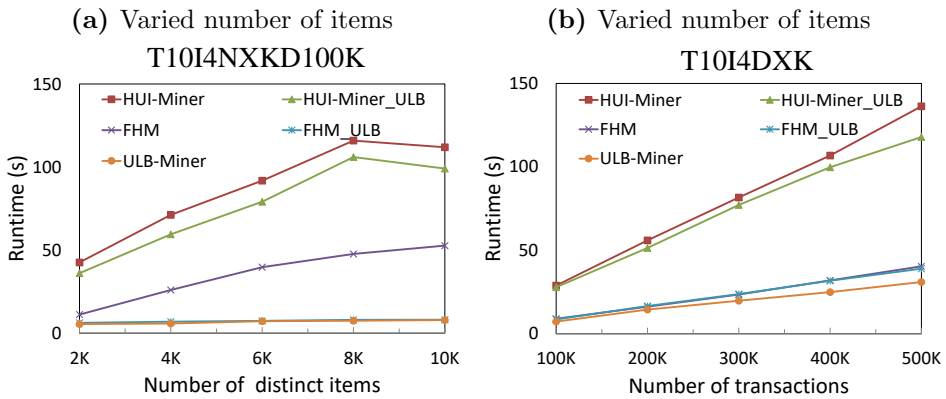 (a) Varied number of items
T10I4NXKD100K
150
HUI-Miner
HUI-Miner_ULB
FHM
FHM_ULB
ULB-Miner
100
50
0
Runtime (s)
2K 4K 6K 8K 10K
Number of distinct items
(b) Varied number of items
T10I4DXK
150
HUI-Miner
HUI-Miner_ULB
FHM
FHM_ULB
ULB-Miner
100
50
0
Runtime (s)
100K 200K 300K 400K 500K
Number of transactions